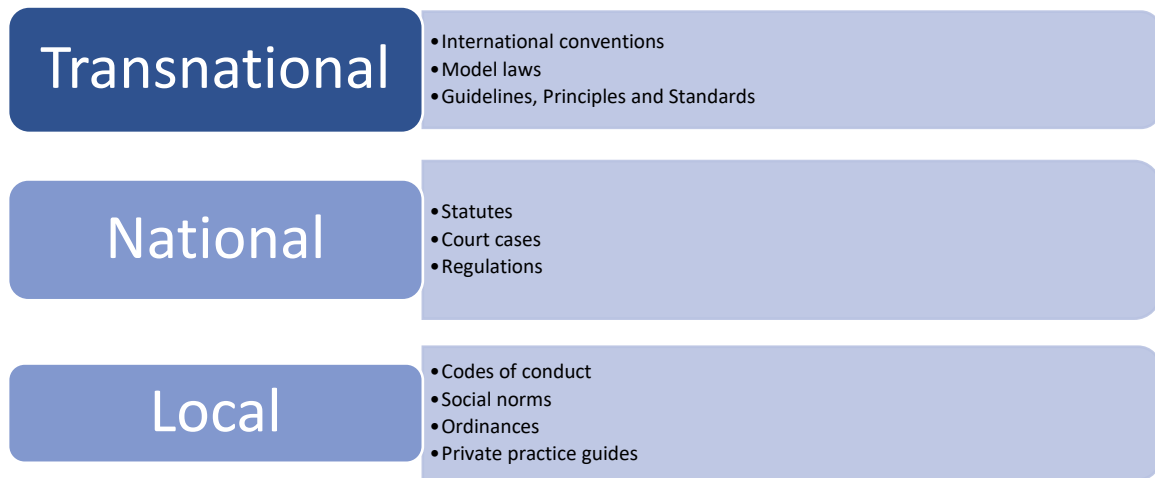 Transnational
•International conventions
•Model laws
•Guidelines, Principles and Standards
National
•Statutes
•Court cases
•Regulations
Local
•Codes of conduct
•Social norms
•Ordinances
•Private practice guides